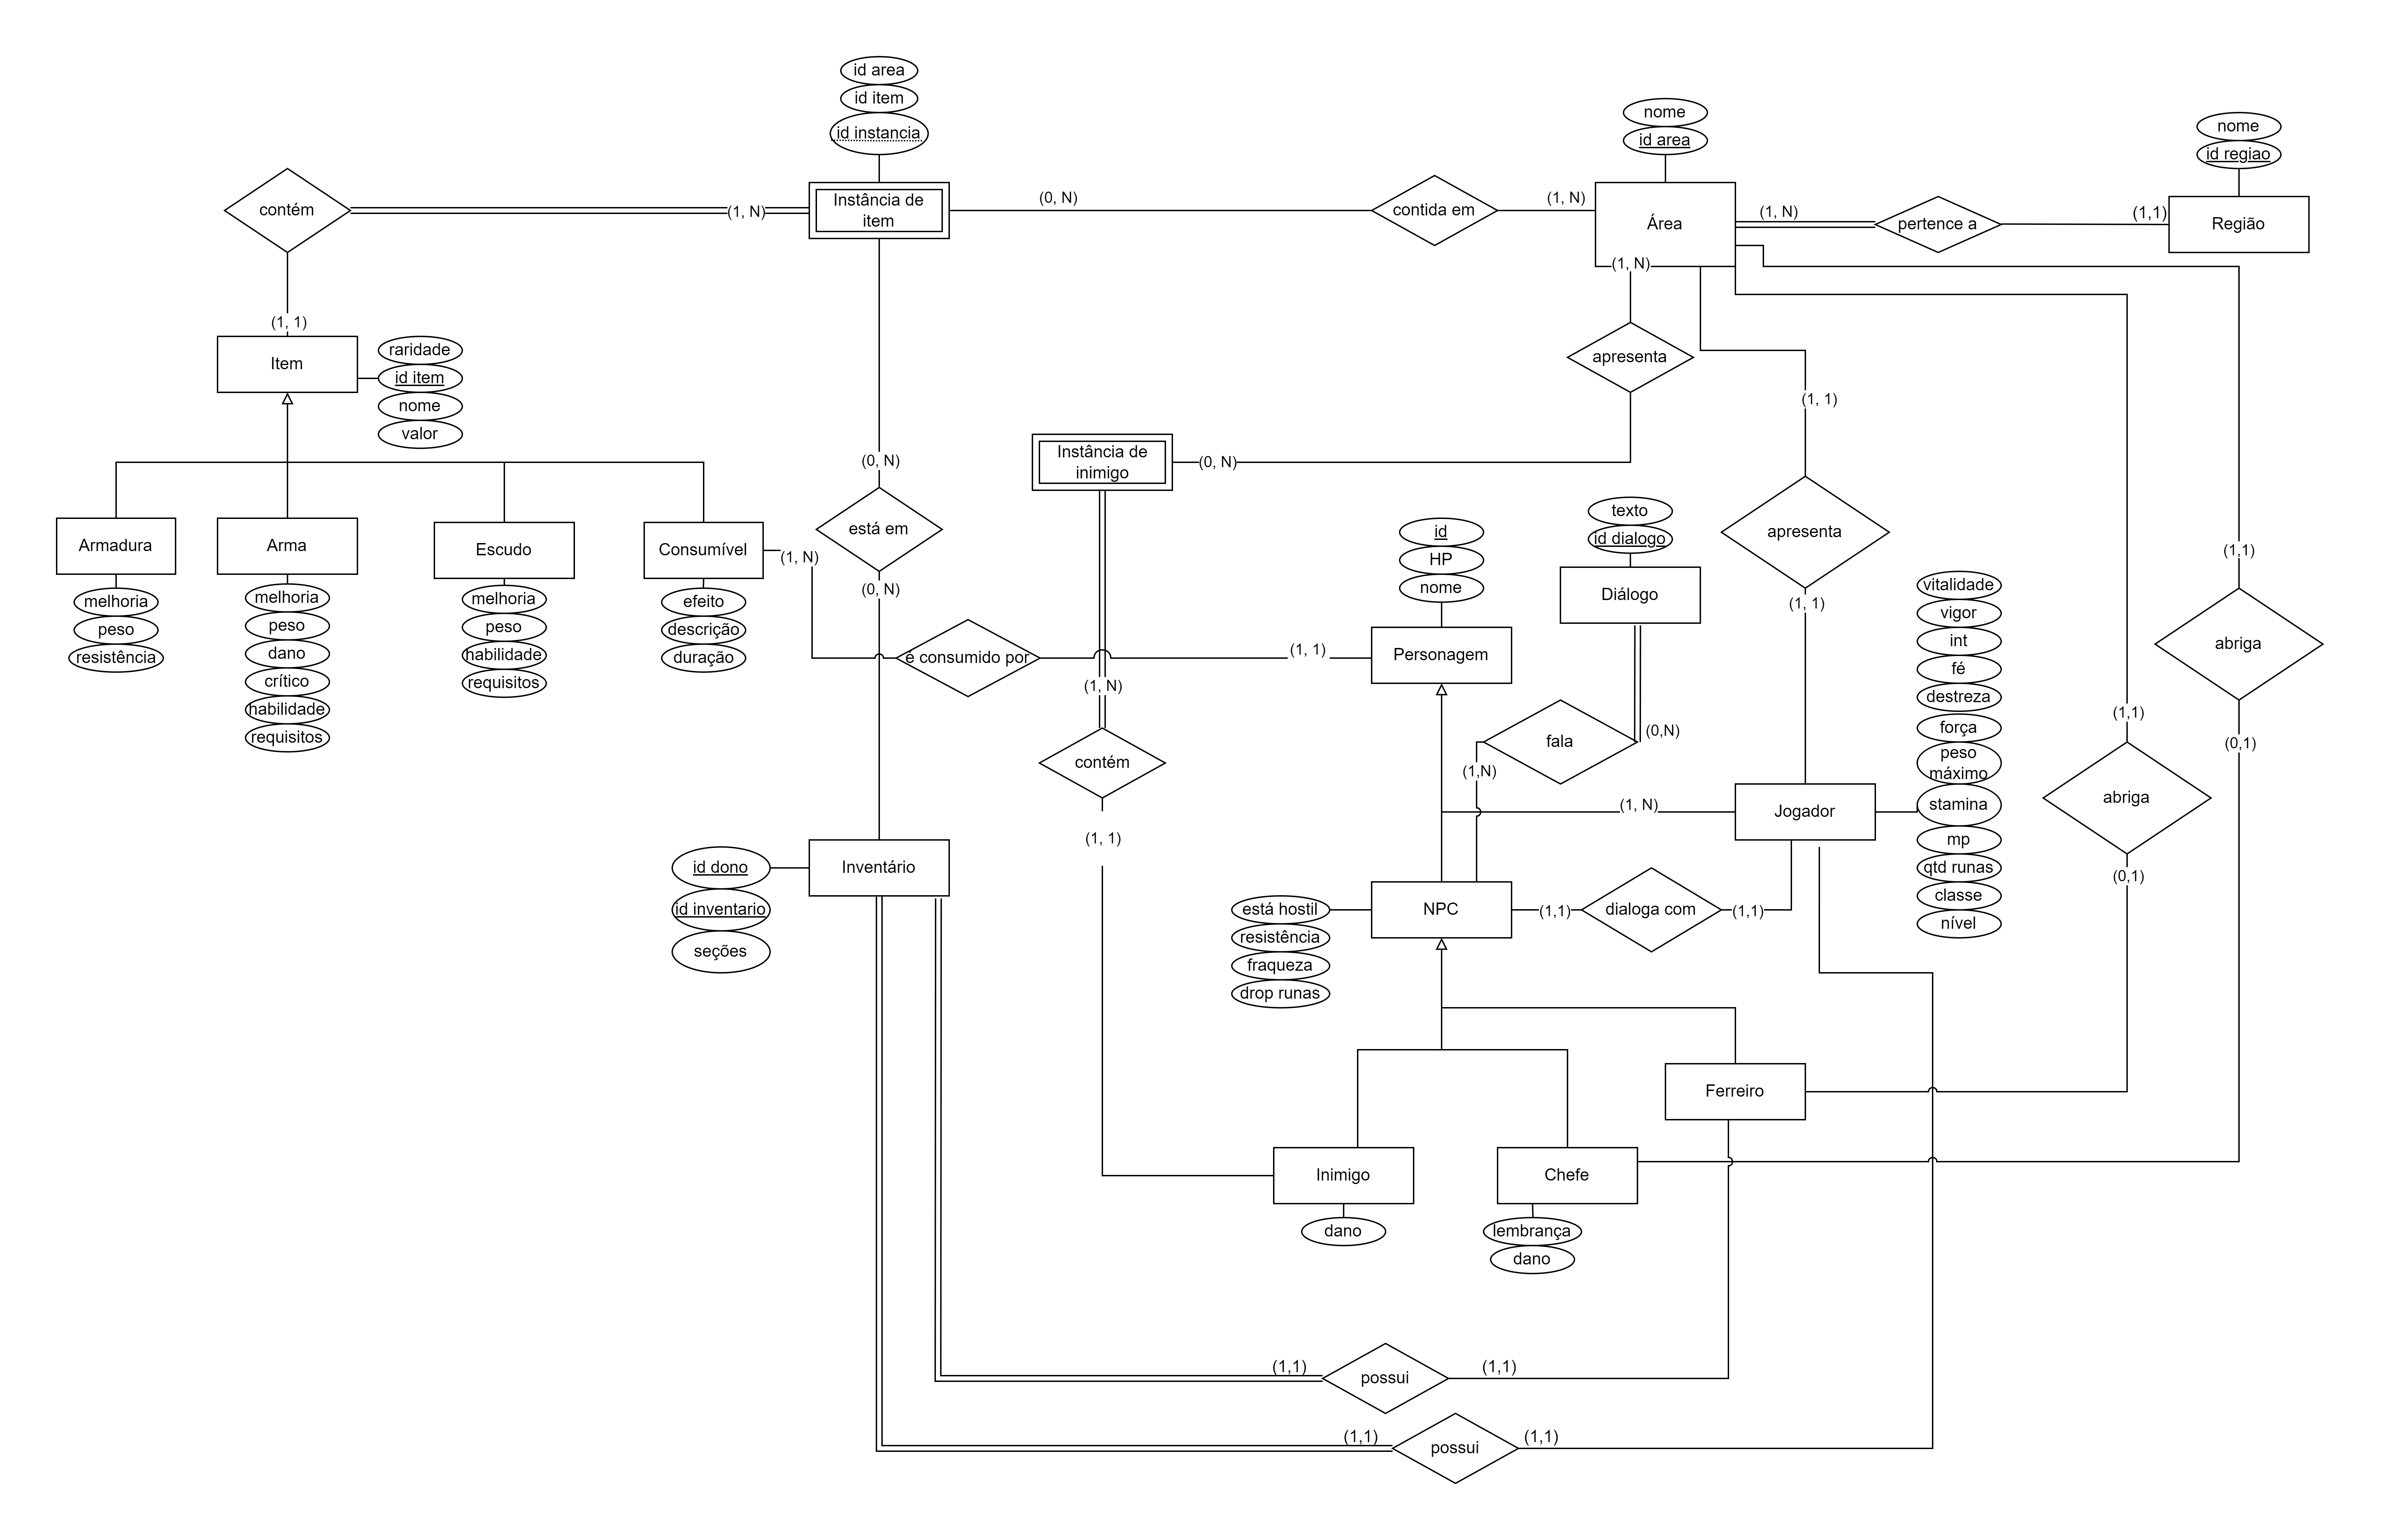 id area
id item
id instancia
nome
id area
nome
id regiao
contém
(1, N)
Instância de
item
(0, N)
contida em
(1, N)
Área
(1, N)
pertence a
(1,1)
Região
(1, N)
(1, 1)
Item
raridade
id item
nome
valor
apresenta
(1, 1)
(0, N)
Instância de
inimigo
(0, N)
Armadura
Arma
Escudo
Consumível
(1, N)
está em
(0, N)
melhoria
peso
resistência
melhoria
peso
dano
crítico
habilidade
requisitos
melhoria
peso
habilidade
requisitos
efeito
descrição
duração
é consumido por
(1, 1)
id
HP
nome
Personagem
texto
id dialogo
Diálogo
apresenta
(1, 1)
(1,1)
abriga
(0,1)
vitalidade
vigor
int
fé
destreza
força
peso
máximo
stamina
mp
qtd runas
classe
nível
(1, N)
contém
(1, 1)
fala
(0,N)
(1,N)
(1, N)
Jogador
(1,1)
abriga
(0,1)
id dono
id inventario
seções
Inventário
está hostil
resistência
fraqueza
drop runas
NPC
(1,1)
dialoga com
(1,1)
Ferreiro
Inimigo
dano
Chefe
lembrança
dano
(1,1)
possui
(1,1)
(1,1)
possui
(1,1)